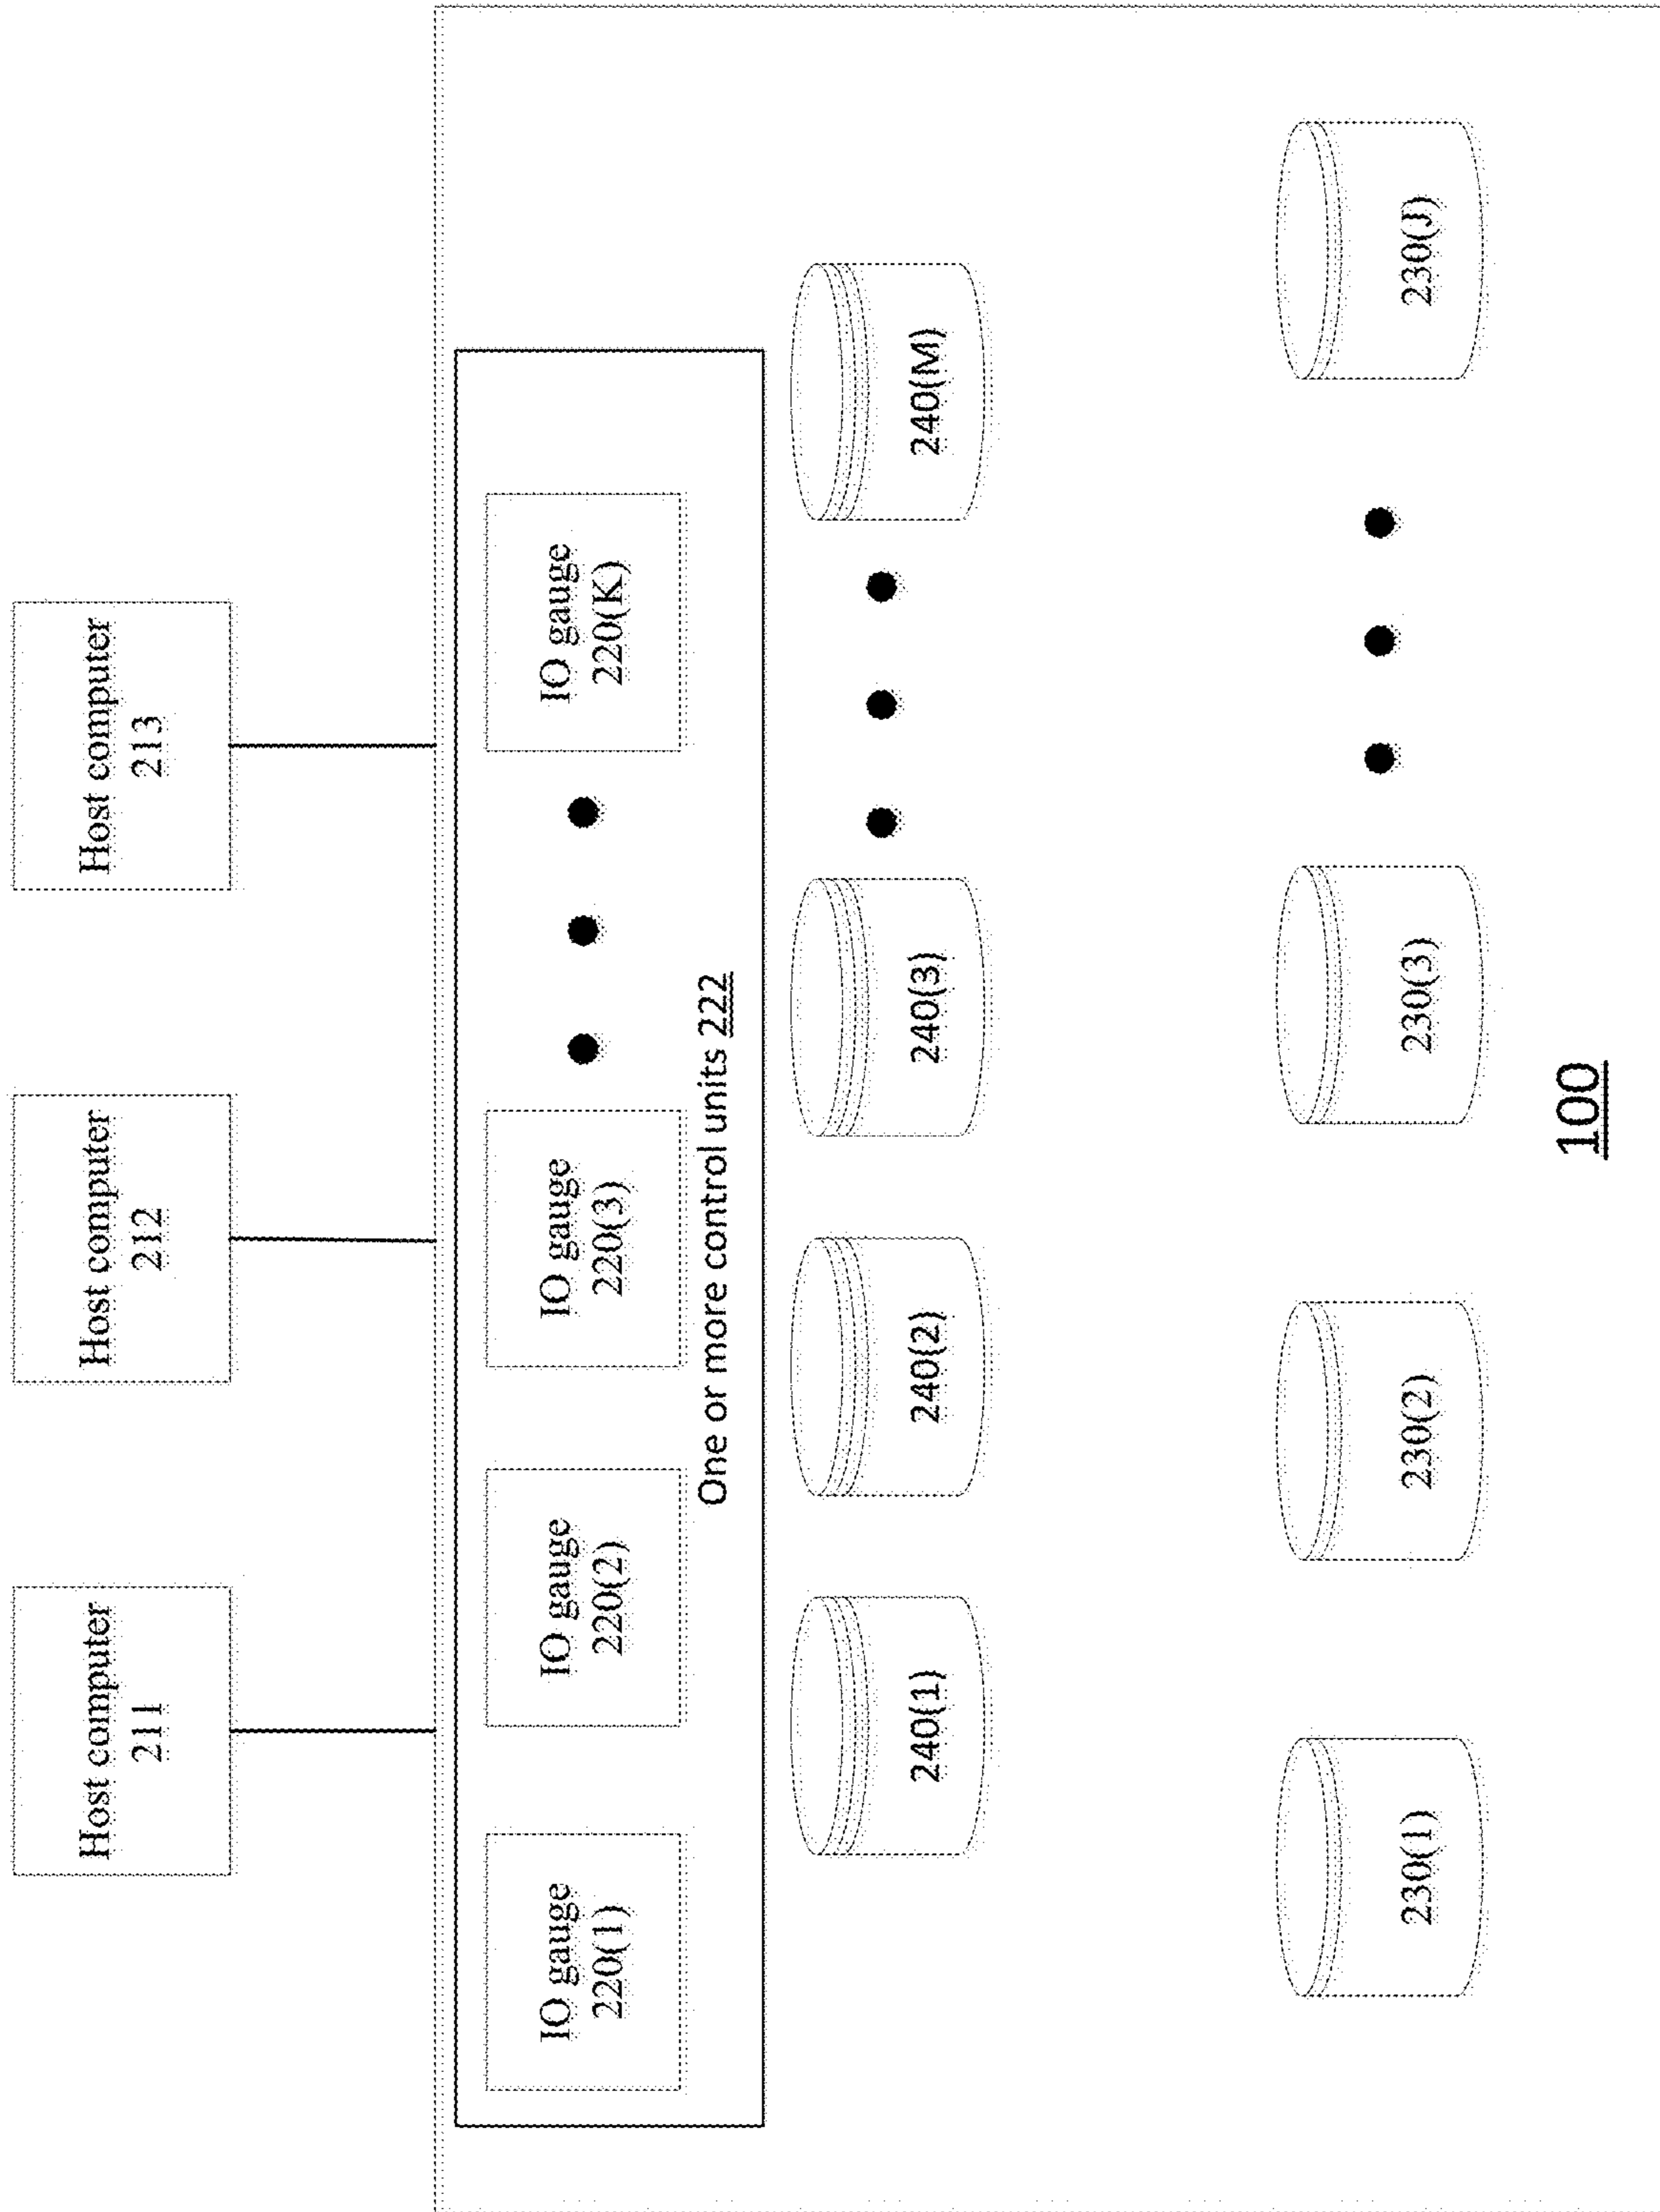 Host computer
211
Host computer
212
Host computer
213
IO gauge
220(1)
IO gauge
220(2)
IO gauge
220(3)
IO gauge
220(K)
One or more control units 222
240(1)
240(2)
240(3)
240(M)
230(1)
230(2)
230(3)
230(J)
100